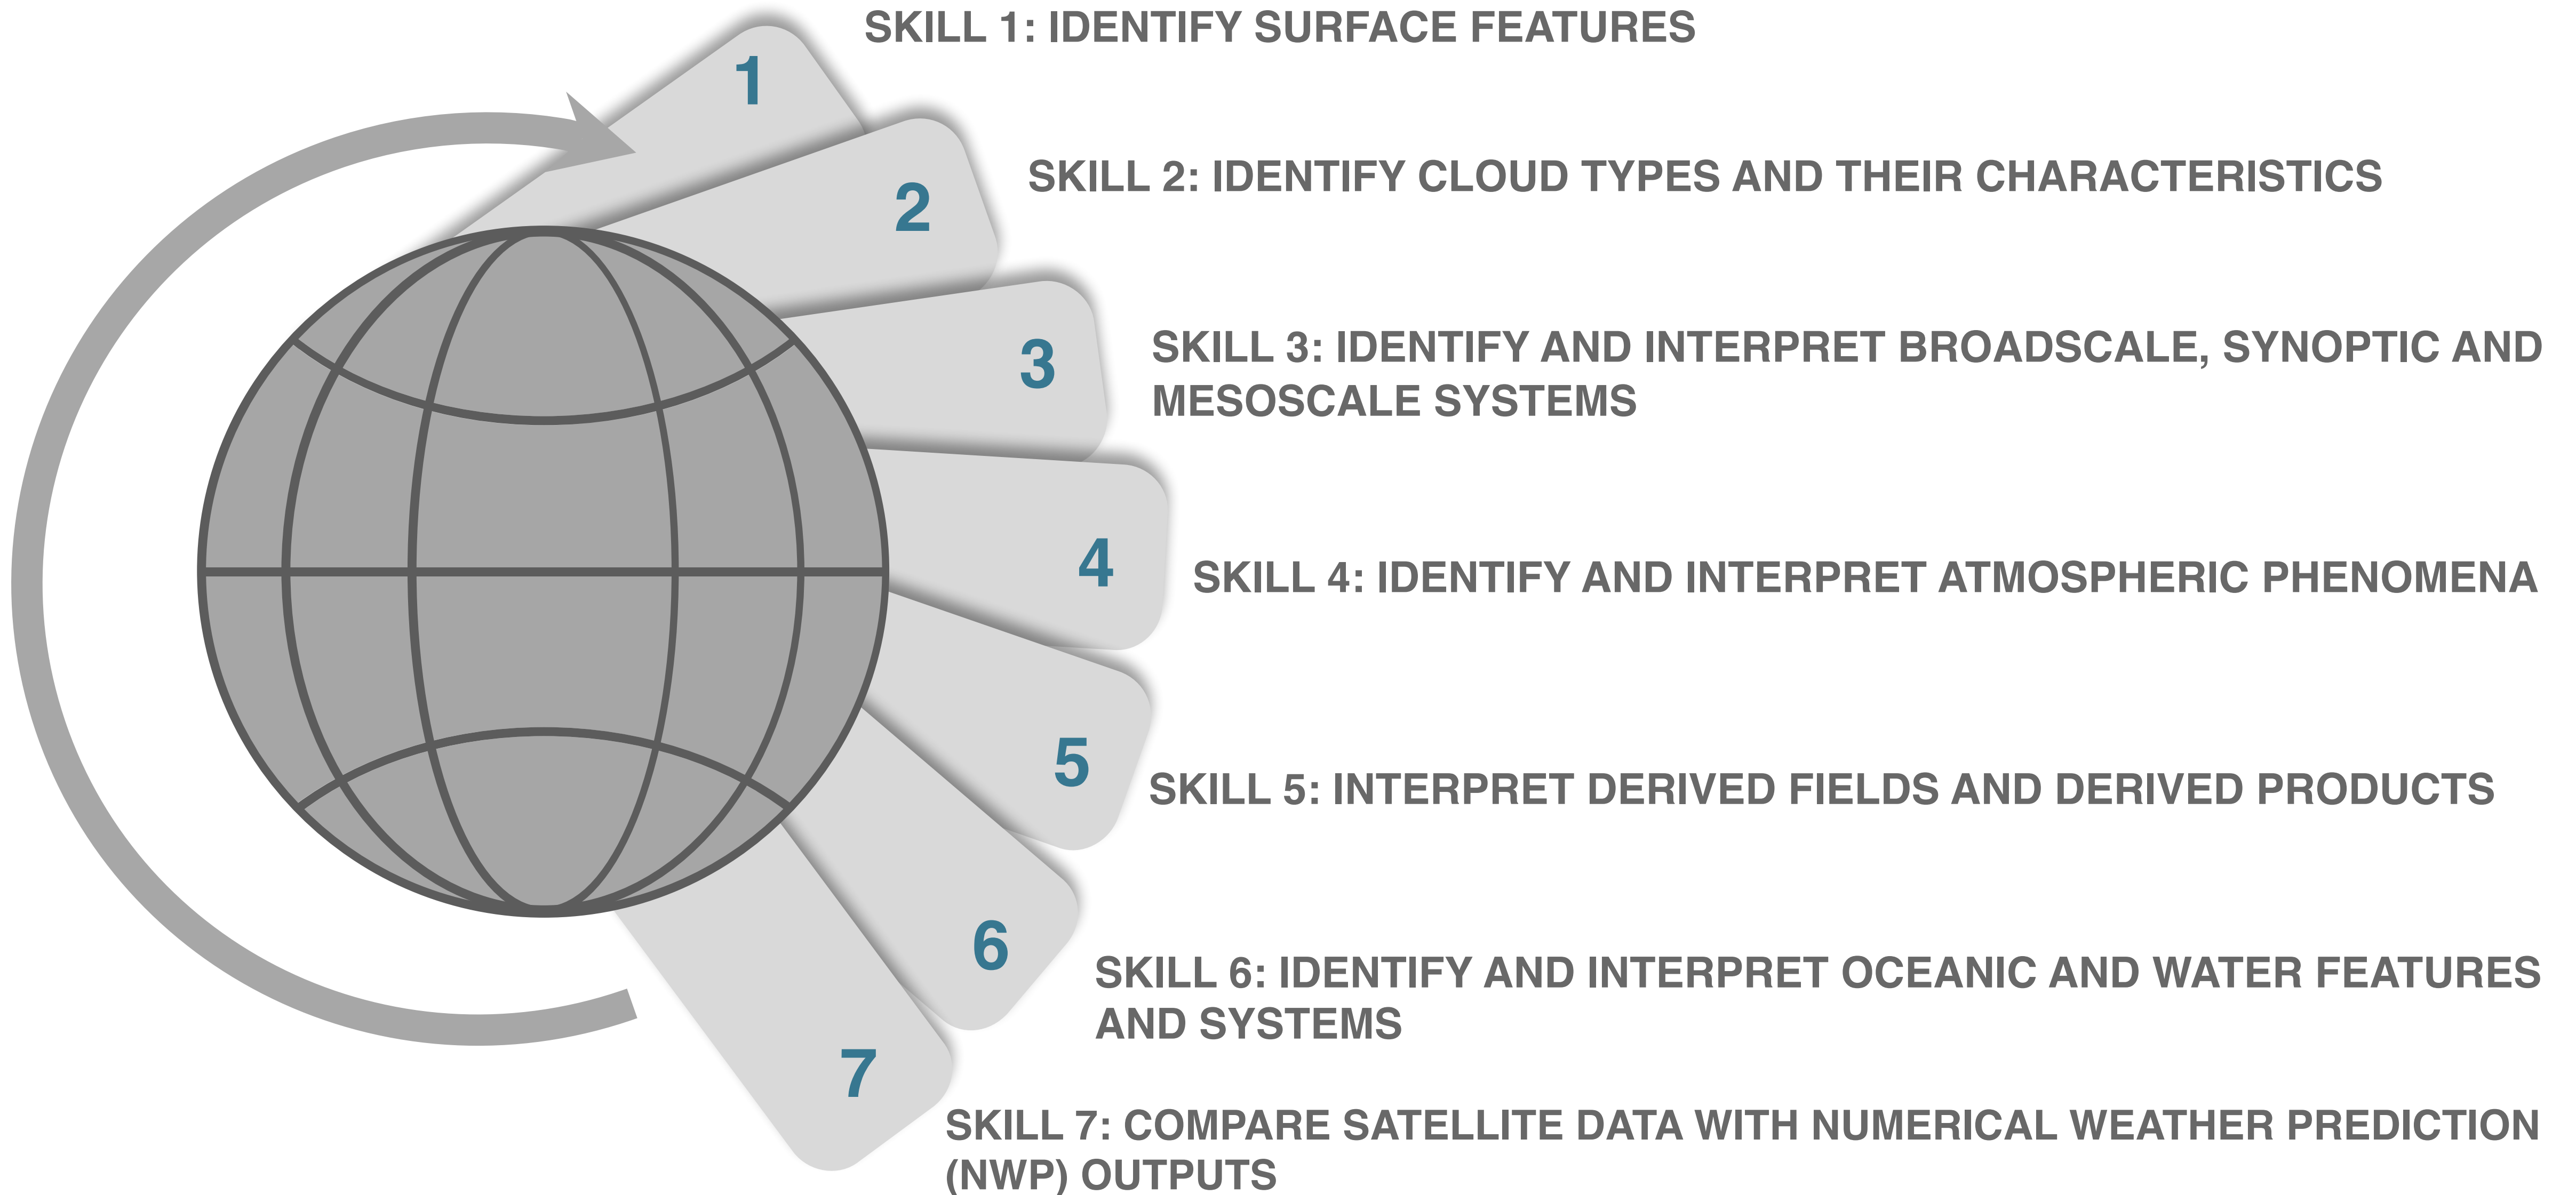 1
SKILL 1: IDENTIFY SURFACE FEATURES
2
SKILL 2: IDENTIFY CLOUD TYPES AND THEIR CHARACTERISTICS
3
SKILL 3: IDENTIFY AND INTERPRET BROADSCALE, SYNOPTIC AND
MESOSCALE SYSTEMS
4
SKILL 4: IDENTIFY AND INTERPRET ATMOSPHERIC PHENOMENA
5
SKILL 5: INTERPRET DERIVED FIELDS AND DERIVED PRODUCTS
6
SKILL 6: IDENTIFY AND INTERPRET OCEANIC AND WATER FEATURES
AND SYSTEMS
7
SKILL 7: COMPARE SATELLITE DATA WITH NUMERICAL WEATHER PREDICTION
(NWP) OUTPUTS